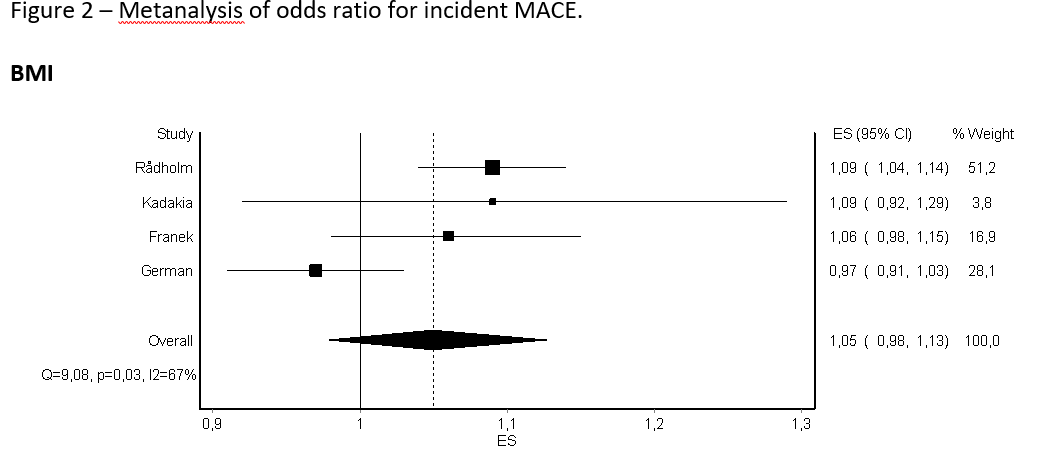 Figure 2 – Metanalysis of odds ratio for incident MACE.
BMI
Study ES (95% CI) % Weight
Rådholm 1,09 ( 1,04, 1,14) 51,2
Kadakia 1,09 ( 0,92, 1,29) 3,8
Franek 1,06 ( 0,98, 1,15) 16,9
German 0,97 ( 0,91, 1,03) 28,1
Overall 1,05 ( 0,98, 1,13) 100,0
Q=9,08, p=0,03, I2=67%
0,9 1 1,1 1,2 1,3
ES